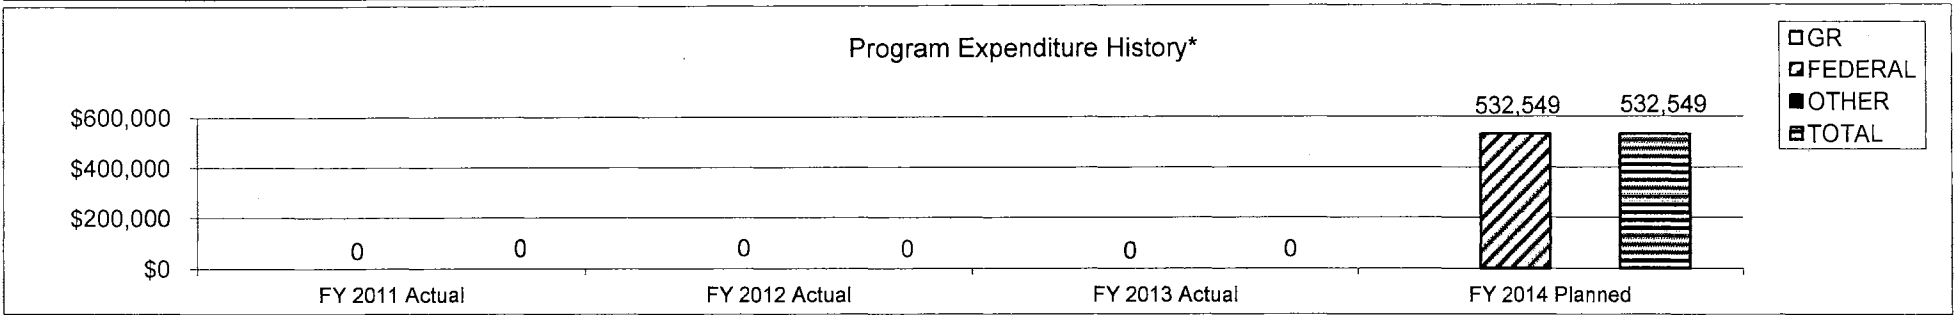 Program Expenditure History*
GR
FEDERAL
OTHER
TOTAL
$600,000
$400,000
$200,000
$0
0 0 0 0 0 0 532,549 532,549
FY 2011 Actual FY 2012 Actual FY 2013 Actual FY 2014 Planned